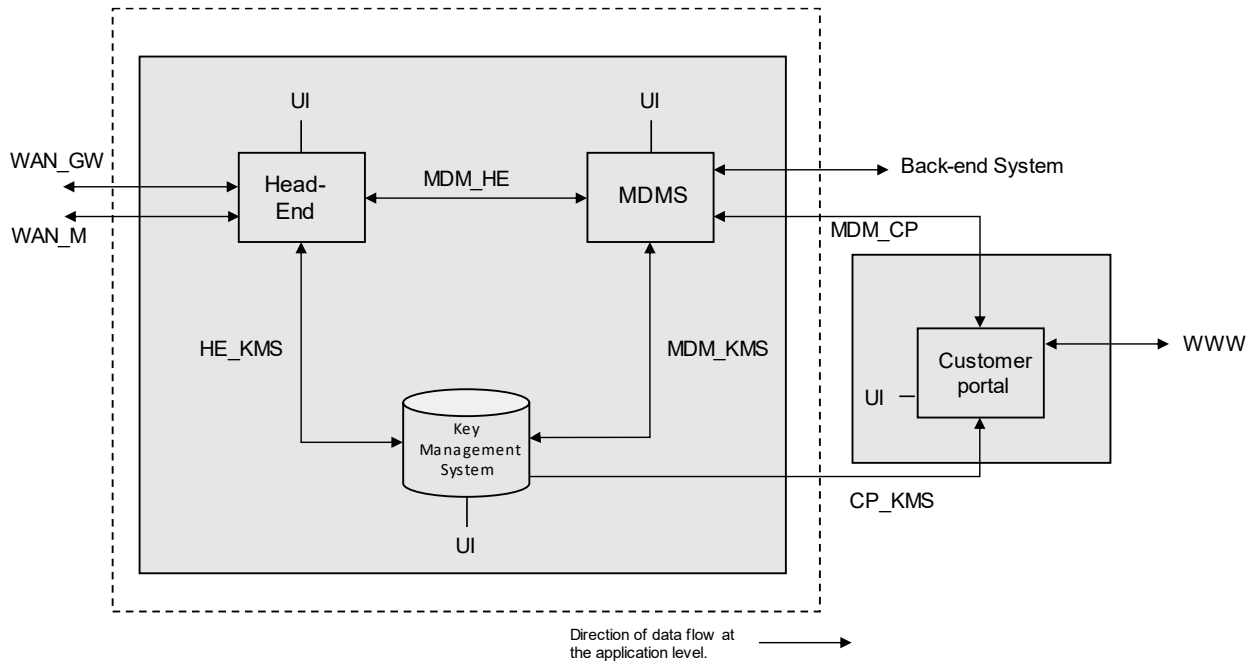 UI
UI
WAN_GW
Head-
End
MDM_HE
MDMS
Back-end System
WAN_M
MDM_CP
HE_KMS
MDM_KMS
Customer
portal
WWW
UI
Key
Management
System
CP_KMS
UI
Direction of data flow at
the application level.